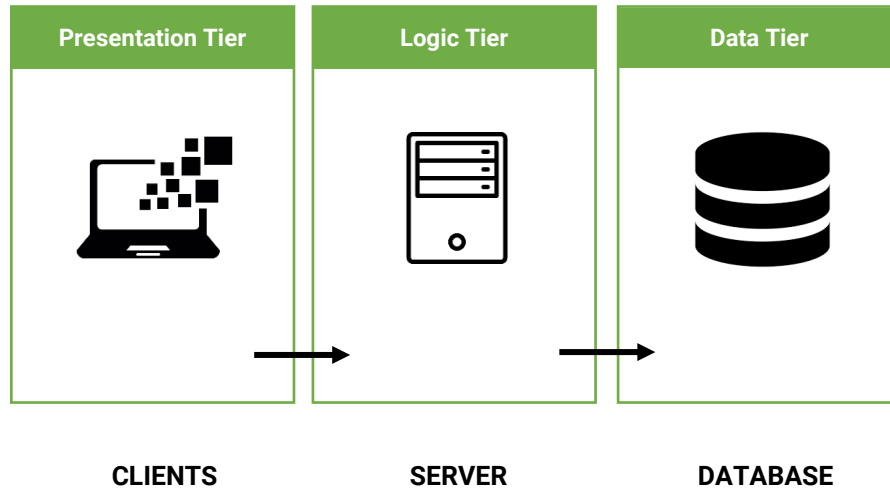 Presentation Tier
Logic Tier
Data Tier
CLIENTS
SERVER
DATABASE